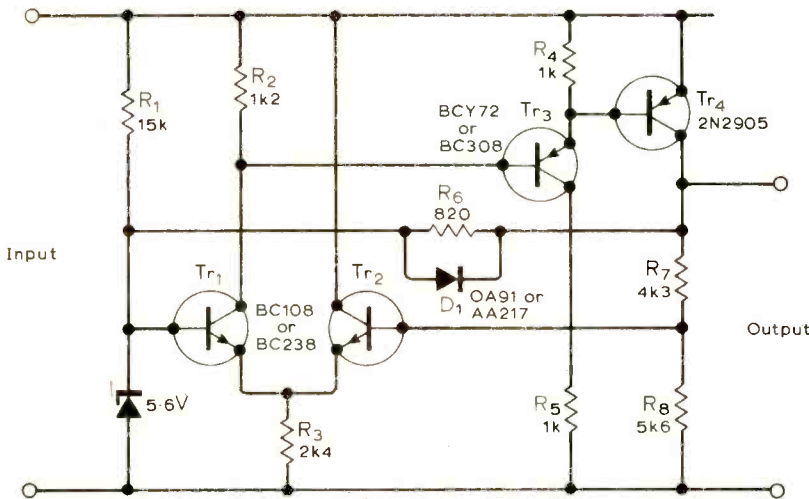 R1
15k
R2
1k2
R4
1k
BCY72
or
BC308
Tr3
Tr4
2N2905
R6
820
Input
Tr1
BC108
or
BC238
Tr2
D1
OA91 or
AA217
R7
4k3
Output
5·6V
R3
2k4
R5
1k
R8
5k6